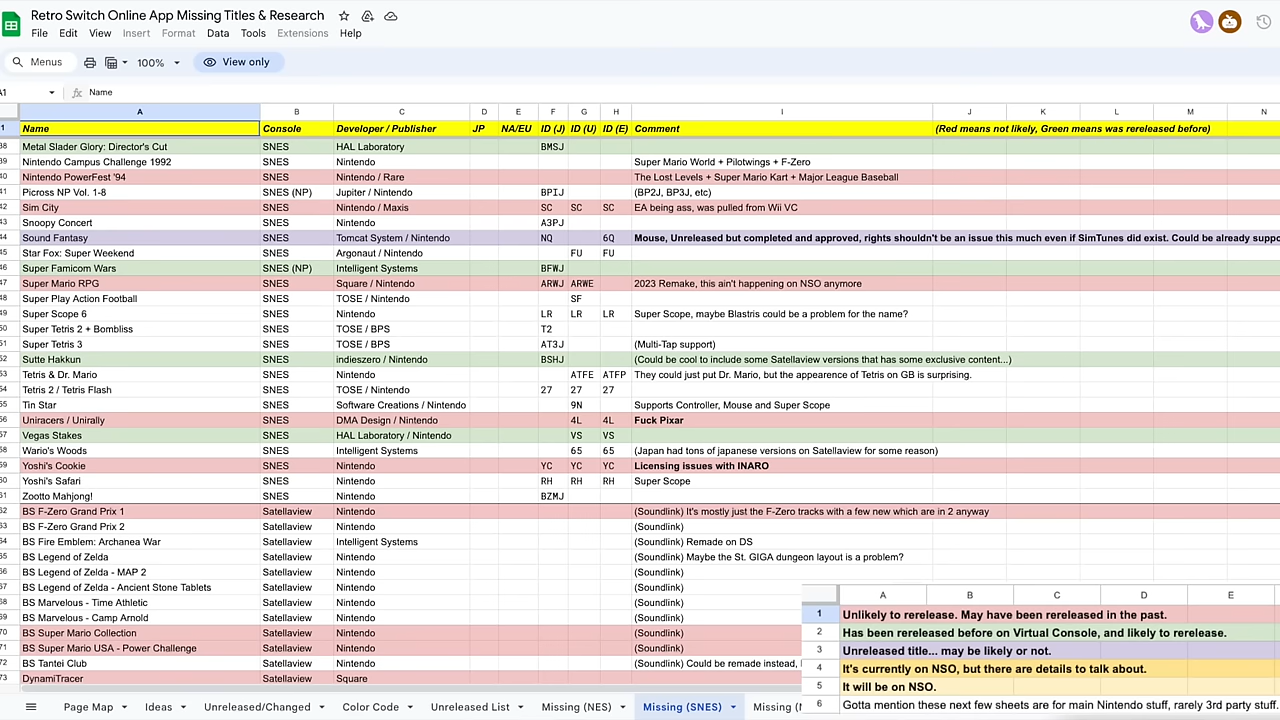 Retro Switch Online App Missing Titles & Research
File Edit View Insert Format Data Tools Extensions Help
Menus 100% View only
A1 fx Name
A B C D E F G H I J K L M N
1 Name Console Developer / Publisher JP NA/EU ID (J) ID (U) ID (E) Comment (Red means not likely, Green means was rereleased before)
38 Metal Slader Glory: Director's Cut SNES HAL Laboratory BMSJ
39 Nintendo Campus Challenge 1992 SNES Nintendo Super Mario World + Pilotwings + F-Zero
40 Nintendo PowerFest '94 SNES Nintendo / Rare The Lost Levels + Super Mario Kart + Major League Baseball
41 Picross NP Vol. 1-8 SNES (NP) Jupiter / Nintendo BPIJ (BP2J, BP3J, etc)
42 Sim City SNES Nintendo / Maxis SC SC SC EA being ass, was pulled from Wii VC
43 Snoopy Concert SNES Nintendo A3PJ
44 Sound Fantasy SNES Tomcat System / Nintendo NQ 6Q Mouse, Unreleased but completed and approved, rights shouldn't be an issue this much even if SimTunes did exist. Could be already suppo
45 Star Fox: Super Weekend SNES Argonaut / Nintendo FU FU
46 Super Famicom Wars SNES (NP) Intelligent Systems BFWJ
47 Super Mario RPG SNES Square / Nintendo ARWJ ARWE 2023 Remake, this ain't happening on NSO anymore
48 Super Play Action Football SNES TOSE / Nintendo SF
49 Super Scope 6 SNES Nintendo LR LR LR Super Scope, maybe Blastris could be a problem for the name?
50 Super Tetris 2 + Bombliss SNES TOSE / BPS T2
51 Super Tetris 3 SNES TOSE / BPS AT3J (Multi-Tap support)
52 Sutte Hakkun SNES indieszero / Nintendo BSHJ (Could be cool to include some Satellaview versions that has some exclusive content...)
53 Tetris & Dr. Mario SNES Nintendo ATFE ATFP They could just put Dr. Mario, but the appearence of Tetris on GB is surprising.
54 Tetris 2 / Tetris Flash SNES TOSE / Nintendo 27 27 27
55 Tin Star SNES Software Creations / Nintendo 9N Supports Controller, Mouse and Super Scope
56 Uniracers / Unirally SNES DMA Design / Nintendo 4L 4L Fuck Pixar
57 Vegas Stakes SNES HAL Laboratory / Nintendo VS VS
58 Wario's Woods SNES Intelligent Systems 65 65 (Japan had tons of japanese versions on Satellaview for some reason)
59 Yoshi's Cookie SNES Nintendo YC YC YC Licensing issues with INARO
60 Yoshi's Safari SNES Nintendo RH RH RH Super Scope
61 Zootto Mahjong! SNES Nintendo BZMJ
62 BS F-Zero Grand Prix 1 Satellaview Nintendo (Soundlink) It's mostly just the F-Zero tracks with a few new which are in 2 anyway
63 BS F-Zero Grand Prix 2 Satellaview Nintendo (Soundlink)
64 BS Fire Emblem: Archanea War Satellaview Intelligent Systems (Soundlink) Remade on DS
65 BS Legend of Zelda Satellaview Nintendo (Soundlink) Maybe the St. GIGA dungeon layout is a problem?
66 BS Legend of Zelda - MAP 2 Satellaview Nintendo (Soundlink)
67 BS Legend of Zelda - Ancient Stone Tablets Satellaview Nintendo (Soundlink)
68 BS Marvelous - Time Athletic Satellaview Nintendo (Soundlink)
69 BS Marvelous - Camp Arnold Satellaview Nintendo (Soundlink)
70 BS Super Mario Collection Satellaview Nintendo (Soundlink)
71 BS Super Mario USA - Power Challenge Satellaview Nintendo (Soundlink)
72 BS Tantei Club Satellaview Nintendo (Soundlink) Could be remade instead,
73 DynamiTracer Satellaview Square
A B C D E
1 Unlikely to rerelease. May have been rereleased in the past.
2 Has been rereleased before on Virtual Console, and likely to rerelease.
3 Unreleased title... may be likely or not.
4 It's currently on NSO, but there are details to talk about.
5 It will be on NSO.
6 Gotta mention these next few sheets are for main Nintendo stuff, rarely 3rd party stuff.
Page Map Ideas Unreleased/Changed Color Code Unreleased List Missing (NES) Missing (SNES) Missing (